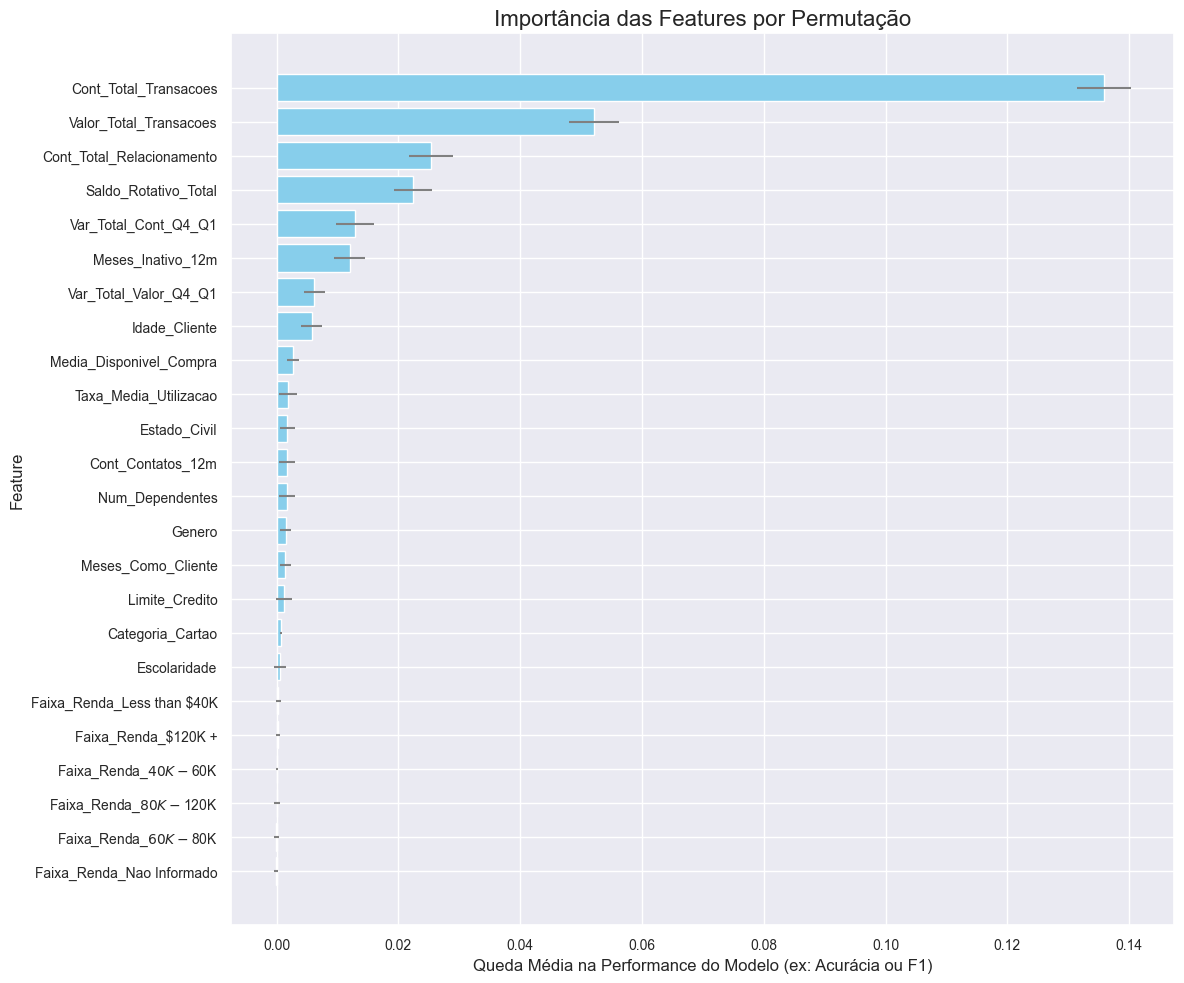 Importância das Features por Permutação
Feature
Cont_Total_Transacoes
Valor_Total_Transacoes
Cont_Total_Relacionamento
Saldo_Rotativo_Total
Var_Total_Cont_Q4_Q1
Meses_Inativo_12m
Var_Total_Valor_Q4_Q1
Idade_Cliente
Media_Disponivel_Compra
Taxa_Media_Utilizacao
Estado_Civil
Cont_Contatos_12m
Num_Dependentes
Genero
Meses_Como_Cliente
Limite_Credito
Categoria_Cartao
Escolaridade
Faixa_Renda_Less than $40K
Faixa_Renda_$120K +
Faixa_Renda_40K − 60K
Faixa_Renda_80K − 120K
Faixa_Renda_60K − 80K
Faixa_Renda_Nao Informado
0.00 0.02 0.04 0.06 0.08 0.10 0.12 0.14
Queda Média na Performance do Modelo (ex: Acurácia ou F1)